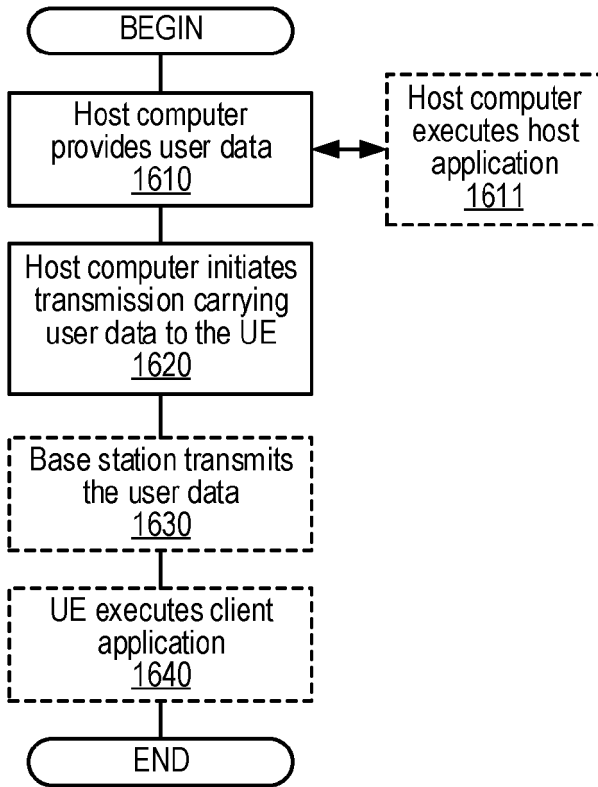 BEGIN
Host computer
provides user data
1610
Host computer
executes host
application
1611
Host computer initiates
transmission carrying
user data to the UE
1620
Base station transmits
the user data
1630
UE executes client
application
1640
END